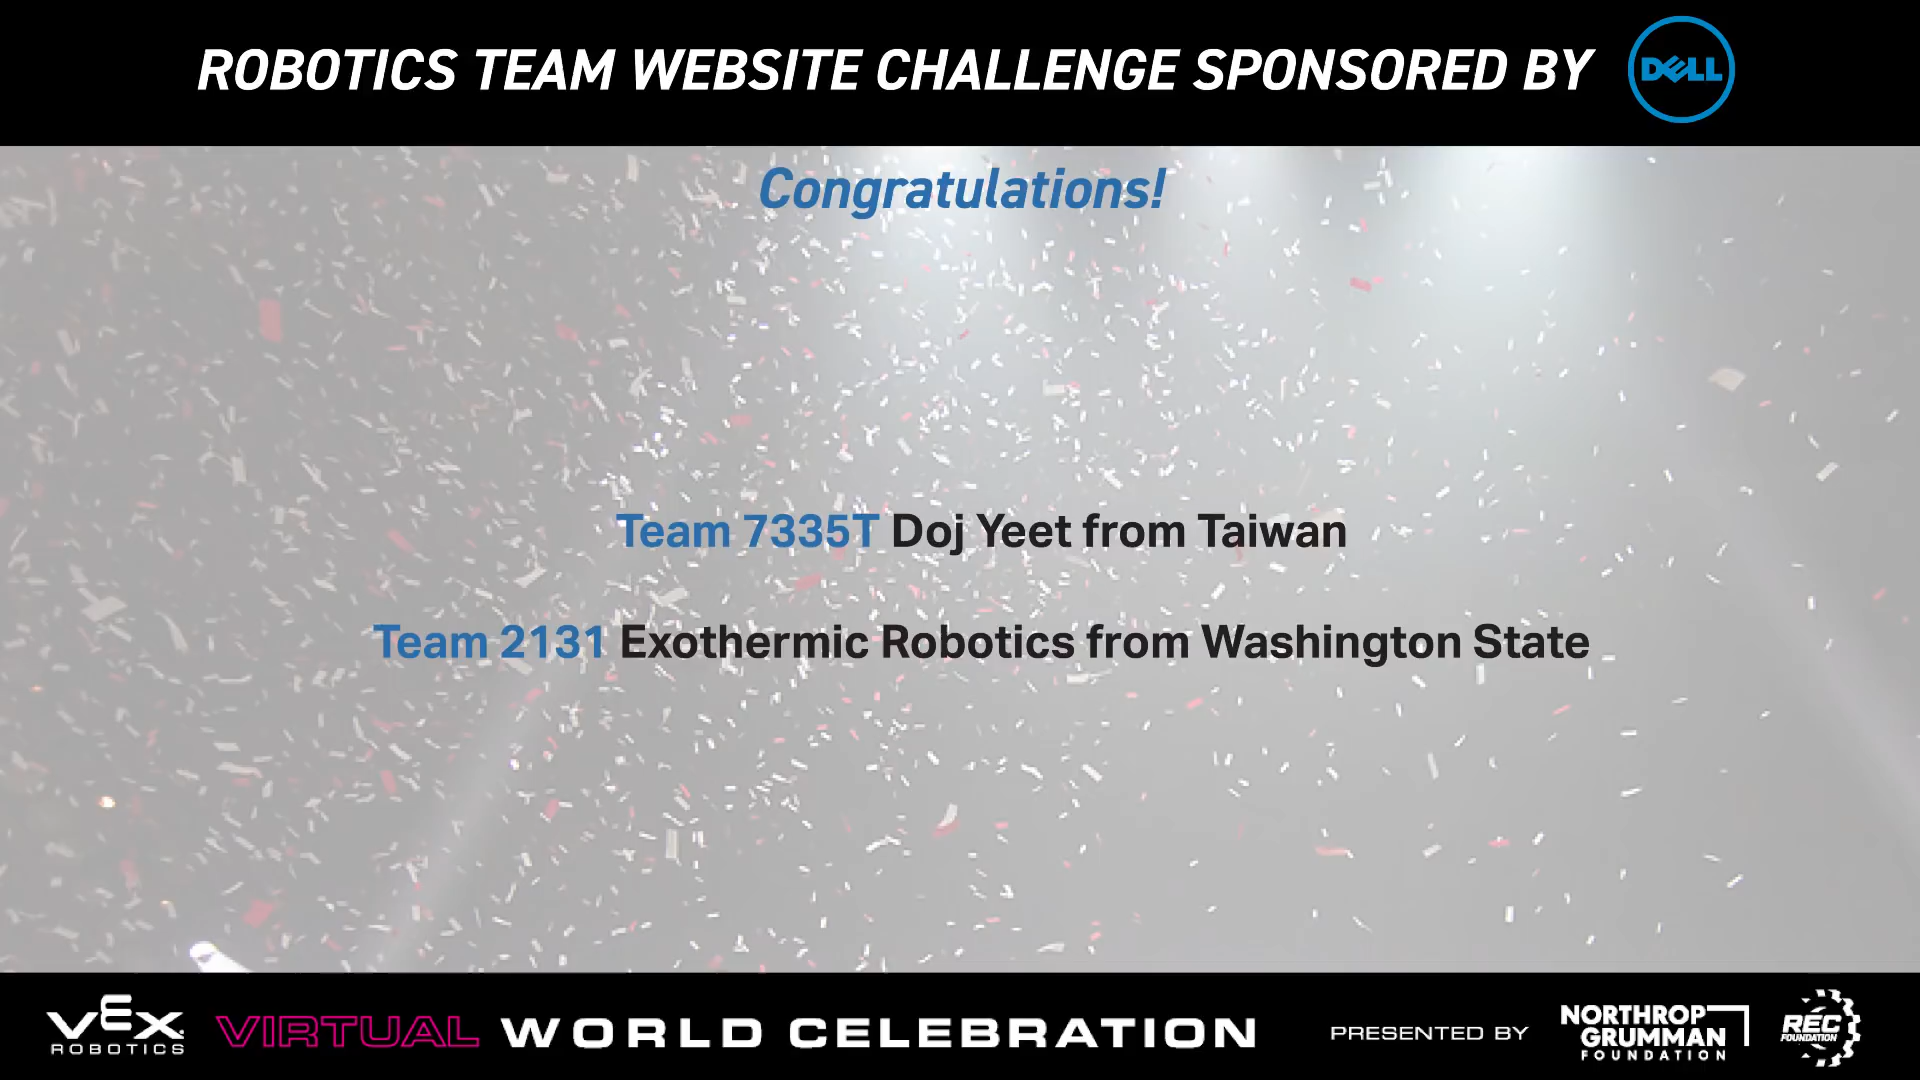 ROBOTICS TEAM WEBSITE CHALLENGE SPONSORED BY DELL
Congratulations!
Team 7335T Doj Yeet from Taiwan
Team 2131 Exothermic Robotics from Washington State
VEX ROBOTICS VIRTUAL WORLD CELEBRATION PRESENTED BY
NORTHROP GRUMMAN FOUNDATION
REC FOUNDATION